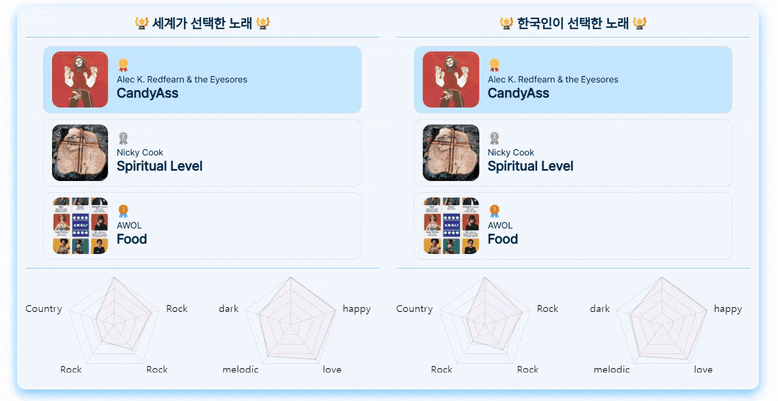 세계가 선택한 노래
Alec K. Redfearn & the Eyesores
CandyAss
Nicky Cook
Spiritual Level
AWOL
Food
Country
Rock
Rock
Rock
dark
happy
melodic
love
한국인이 선택한 노래
Alec K. Redfearn & the Eyesores
CandyAss
Nicky Cook
Spiritual Level
AWOL
Food
Country
Rock
Rock
Rock
dark
happy
melodic
love